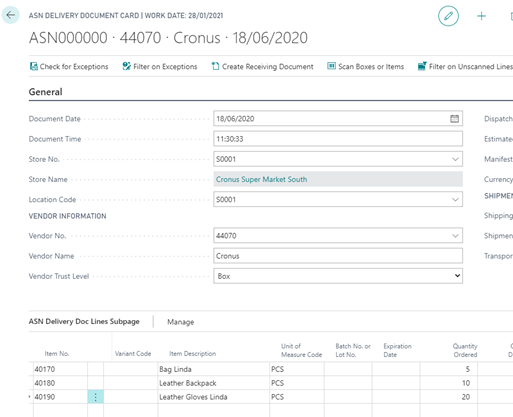 ASN DELIVERY DOCUMENT CARD | WORK DATE: 28/01/2021
ASN000000 · 44070 · Cronus · 18/06/2020
Check for Exceptions Filter on Exceptions Create Receiving Document Scan Boxes or Items Filter on Unscanned Lines
General
Document Date 18/06/2020 Dispatch
Document Time 11:30:33 Estimate
Store No. S0001 Manifest
Store Name Cronus Super Market South Currency
Location Code S0001 SHIPMEN
VENDOR INFORMATION Shipping
Vendor No. 44070 Shipmen
Vendor Name Cronus Transpor
Vendor Trust Level Box
ASN Delivery Doc Lines Subpage Manage
Item No. Variant Code Item Description Unit of Measure Code Batch No. or Lot No. Expiration Date Quantity Ordered
40170 Bag Linda PCS 5
40180 Leather Backpack PCS 10
40190 Leather Gloves Linda PCS 20